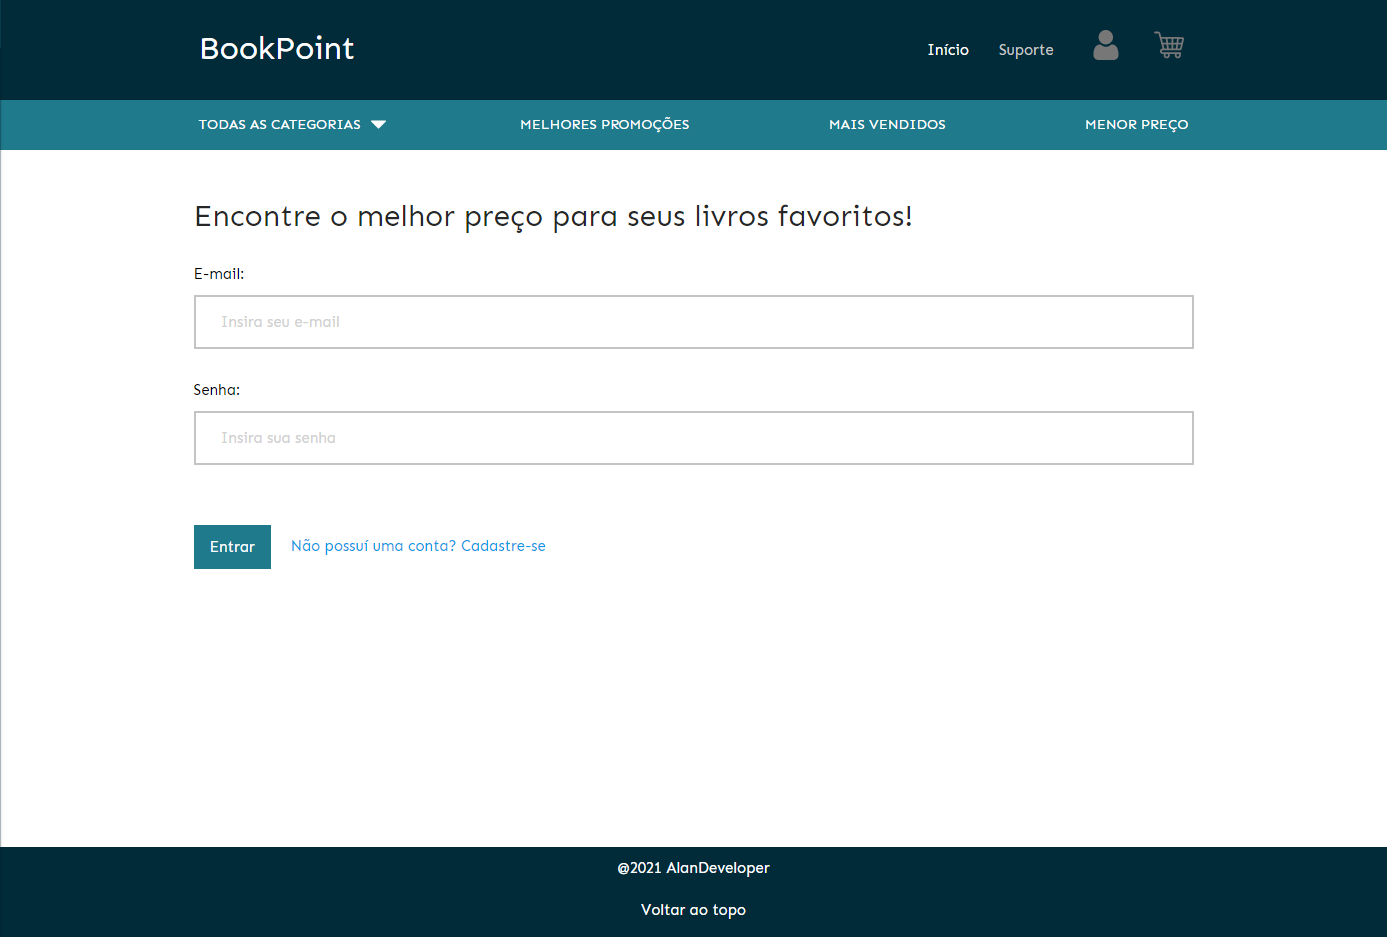 BookPoint
Início Suporte
TODAS AS CATEGORIAS MELHORES PROMOÇÕES MAIS VENDIDOS MENOR PREÇO
Encontre o melhor preço para seus livros favoritos!
E-mail:
Insira seu e-mail
Senha:
Insira sua senha
Entrar Não possuí uma conta? Cadastre-se
@2021 AlanDeveloper
Voltar ao topo